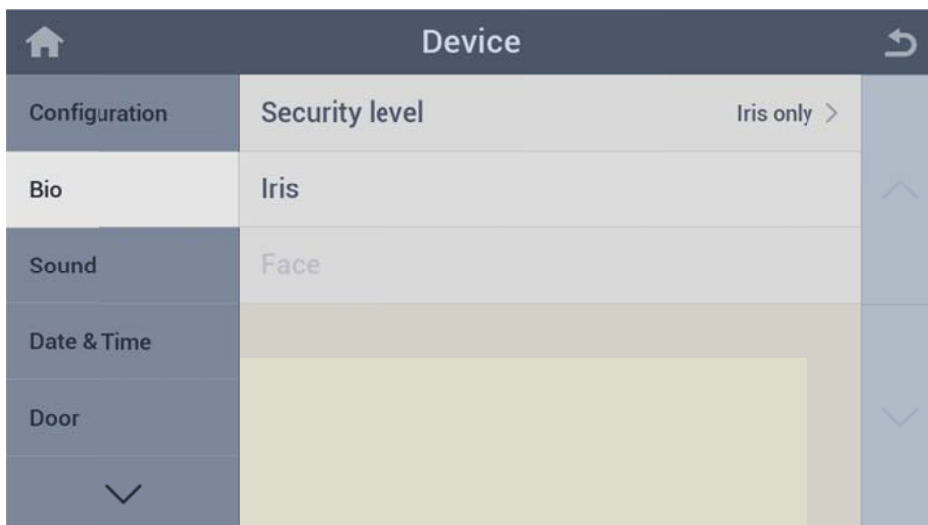 Device
Configuration
Security level
Iris only >
Bio
Iris
Sound
Face
Date & Time
Door